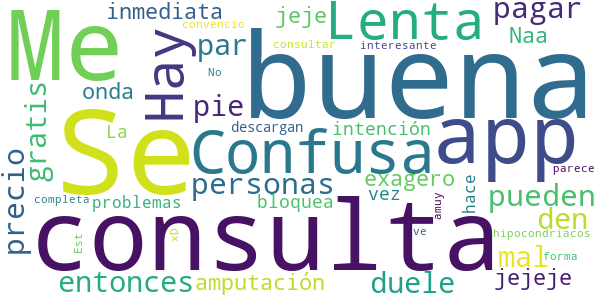 inmediata
convencio
jeje
pagar
Me
Hay
par
consultar
Lenta
interesante
Naa
onda
No
buena
gratis
La
pie
descargan
intención
app
Se
Confusa
precio
personas
exagero
vez
hace
parece
pueden
completa
problemas
bloquea
amuy
den
consulta
Est
xD
ve
hipocondriacos
mal
forma
entonces
amputación
duele
jejeje